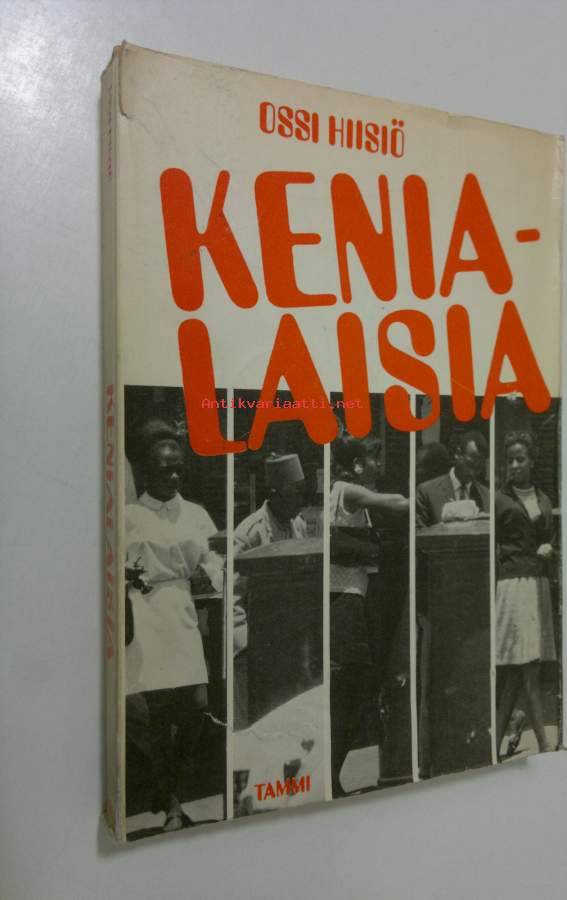 OSSI HIISIÖ
KENIA-
LAISIA
Antikvariaatti.net
TAMMI
KENIALAISIA